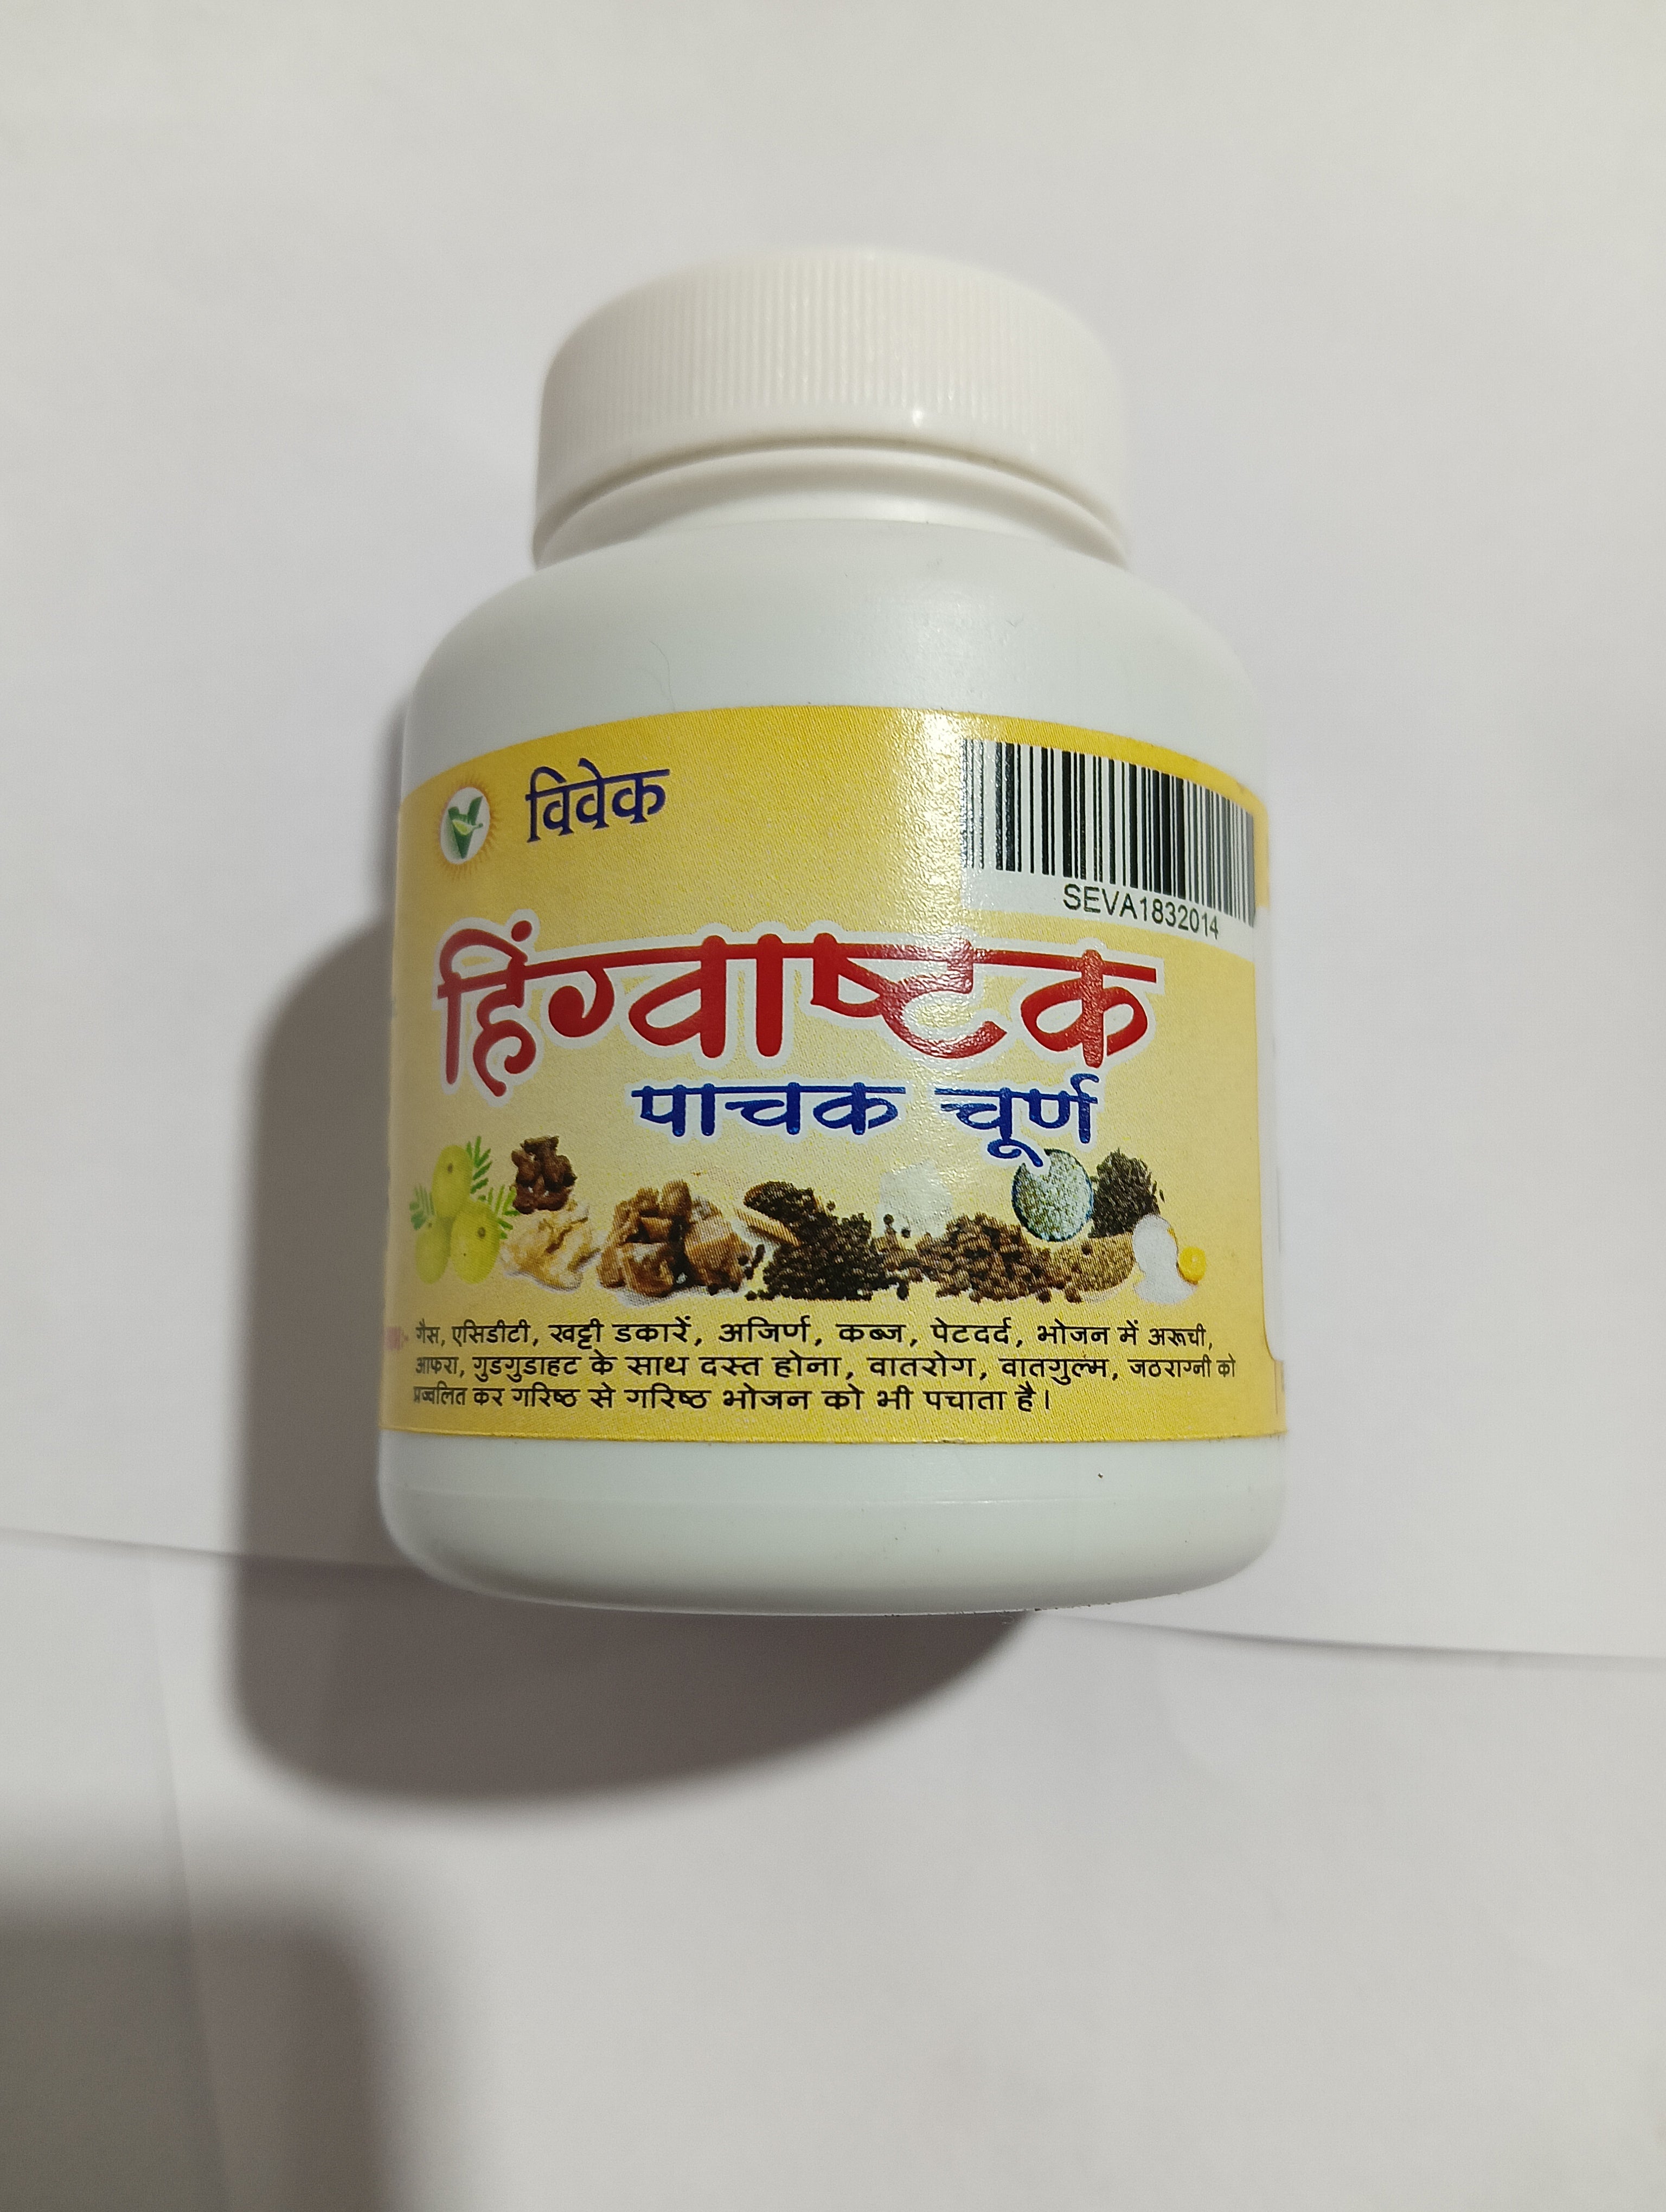 विवेक
SEVA1832014
हिंग्वाष्टक
पाचक चूर्ण
गैस, एसिडीटी, खट्टी डकारें, अजिर्ण, कब्ज, पेटदर्द, भोजन में अरूची,
आफरा, गुडगुडाहट के साथ दस्त होना, वातरोग, वातगुल्म, जठराग्नी को
प्रज्वलित कर गरिष्ठ से गरिष्ठ भोजन को भी पचाता है।